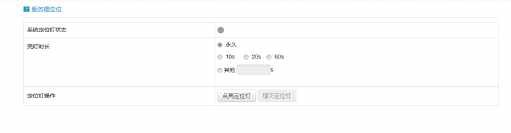 系统定位灯状态
亮灯时长
永久
10s 20s 60s
其他 s
定位灯操作
点亮定位灯 熄灭定位灯